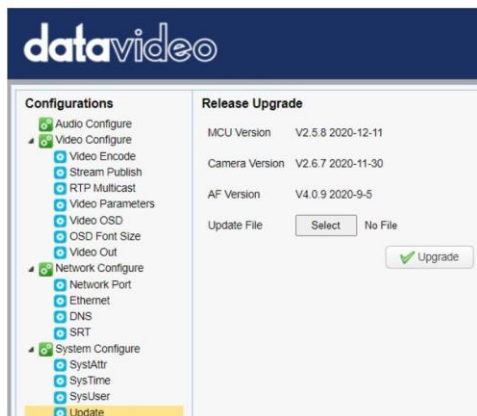 datavideo
Configurations
Audio Configure
Video Configure
Video Encode
Stream Publish
RTP Multicast
Video Parameters
Video OSD
OSD Font Size
Video Out
Network Configure
Network Port
Ethernet
DNS
SRT
System Configure
SystAttr
SysTime
SysUser
Update
Release Upgrade
MCU Version V2.5.8 2020-12-11
Camera Version V2.6.7 2020-11-30
AF Version V4.0.9 2020-9-5
Update File Select No File
Upgrade